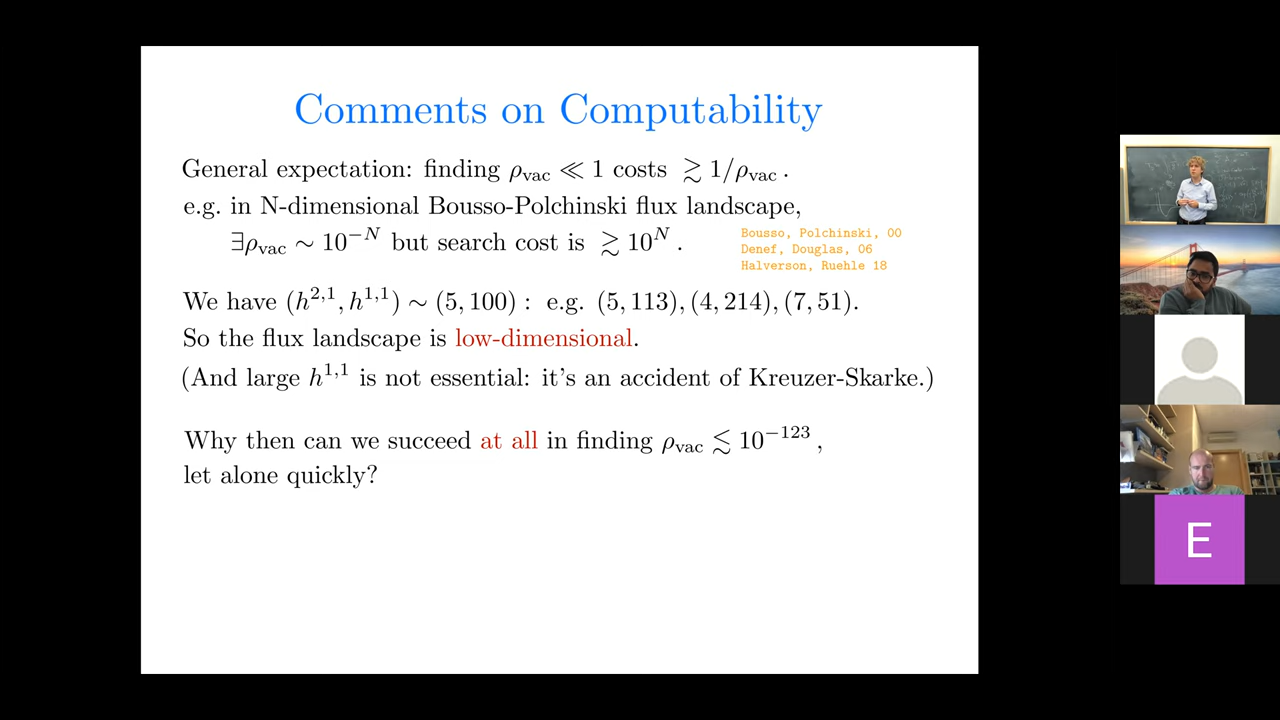 Comments on Computability
General expectation: finding ρ_vac ≪ 1 costs ≳ 1/ρ_vac .
e.g. in N-dimensional Bousso-Polchinski flux landscape,
∃ρ_vac ∼ 10^{−N} but search cost is ≳ 10^N .
Bousso, Polchinski, 00
Denef, Douglas, 06
Halverson, Ruehle 18
We have (h^{2,1}, h^{1,1}) ∼ (5, 100) : e.g. (5, 113), (4, 214), (7, 51).
So the flux landscape is low-dimensional.
(And large h^{1,1} is not essential: it's an accident of Kreuzer-Skarke.)
Why then can we succeed at all in finding ρ_vac ≲ 10^{−123} ,
let alone quickly?
E